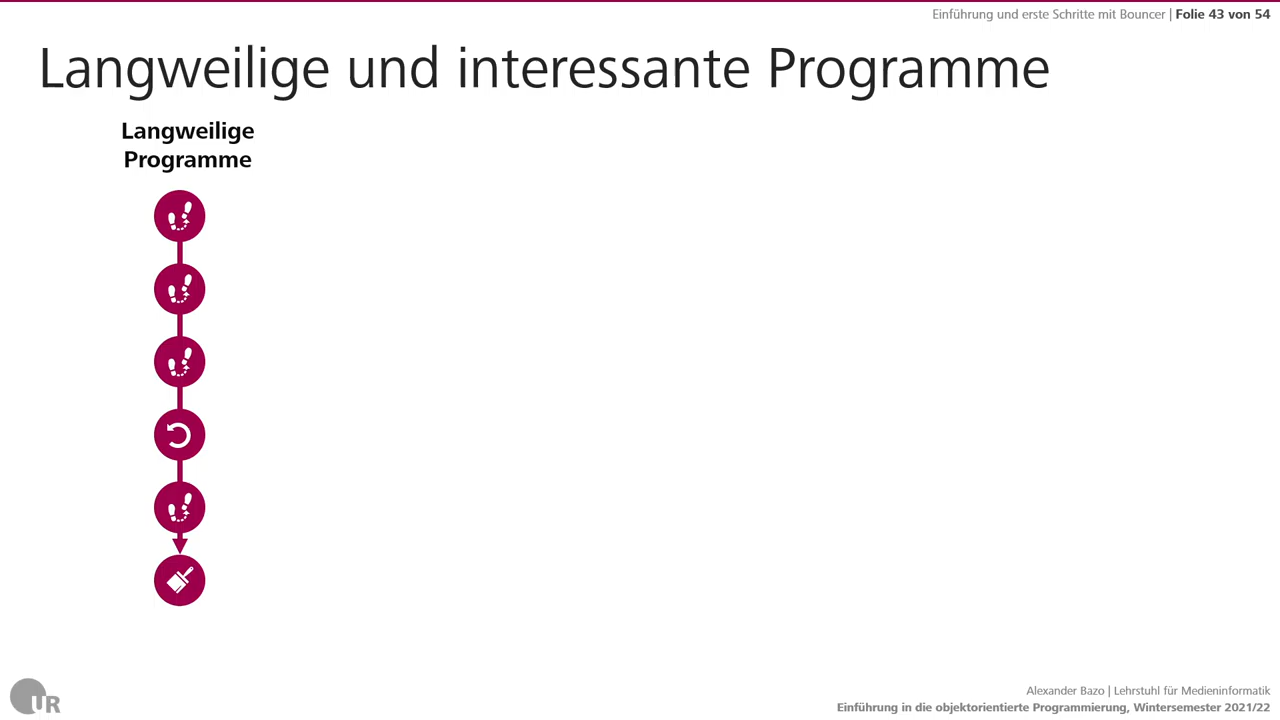 Einführung und erste Schritte mit Bouncer | Folie 43 von 54
Langweilige und interessante Programme
Langweilige
Programme
UR
Alexander Bazo | Lehrstuhl für Medieninformatik
Einführung in die objektorientierte Programmierung, Wintersemester 2021/22